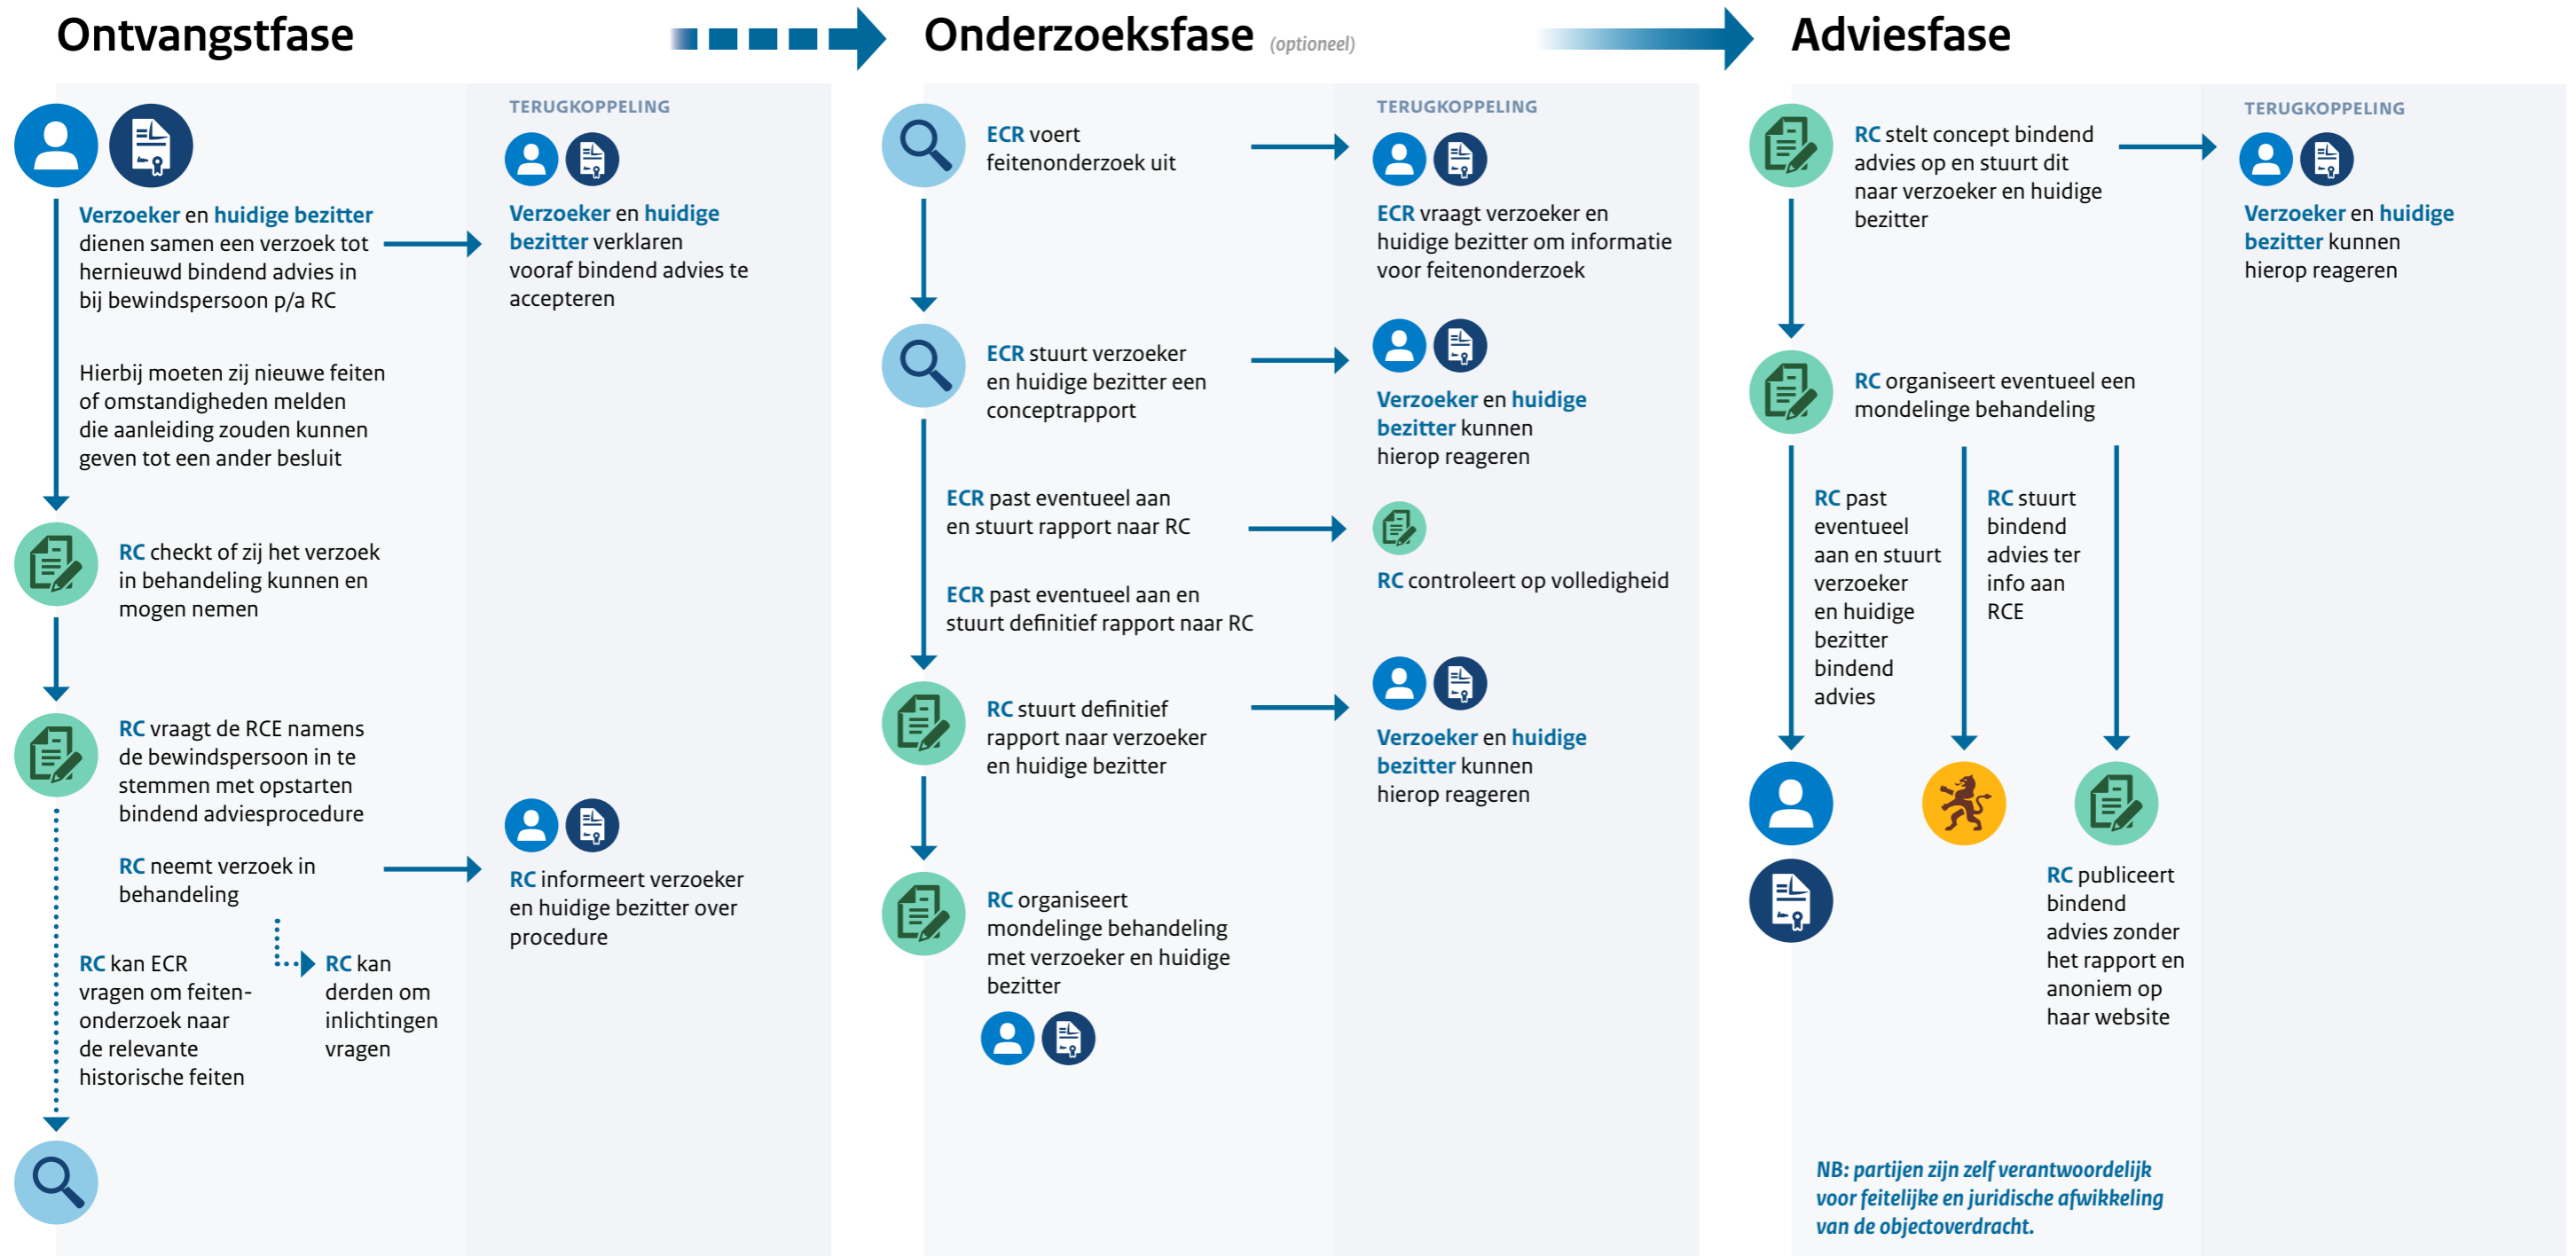 Ontvangstfase
Onderzoeksfase (optioneel)
Adviesfase
Verzoeker en huidige bezitter
dienen samen een verzoek tot
hernieuwd bindend advies in
bij bewindspersoon p/a RC
Hierbij moeten zij nieuwe feiten
of omstandigheden melden
die aanleiding zouden kunnen
geven tot een ander besluit
RC checkt of zij het verzoek
in behandeling kunnen en
mogen nemen
RC vraagt de RCE namens
de bewindspersoon in te
stemmen met opstarten
bindend adviesprocedure
RC neemt verzoek in
behandeling
RC kan ECR
vragen om feiten-
onderzoek naar
de relevante
historische feiten
RC kan
derden om
inlichtingen
vragen
TERUGKOPPELING
Verzoeker en huidige
bezitter verklaren
vooraf bindend advies te
accepteren
RC informeert verzoeker
en huidige bezitter over
procedure
ECR voert
feitenonderzoek uit
ECR stuurt verzoeker
en huidige bezitter een
conceptrapport
ECR past eventueel aan
en stuurt rapport naar RC
ECR past eventueel aan en
stuurt definitief rapport naar RC
RC stuurt definitief
rapport naar verzoeker
en huidige bezitter
RC organiseert
mondelinge behandeling
met verzoeker en huidige
bezitter
TERUGKOPPELING
ECR vraagt verzoeker en
huidige bezitter om informatie
voor feitenonderzoek
Verzoeker en huidige
bezitter kunnen
hierop reageren
RC controleert op volledigheid
Verzoeker en huidige
bezitter kunnen
hierop reageren
RC stelt concept bindend
advies op en stuurt dit
naar verzoeker en huidige
bezitter
RC organiseert eventueel een
mondelinge behandeling
RC past
eventueel
aan en stuurt
verzoeker
en huidige
bezitter
bindend
advies
RC stuurt
bindend
advies ter
info aan
RCE
RC publiceert
bindend
advies zonder
het rapport en
anoniem op
haar website
NB: partijen zijn zelf verantwoordelijk
voor feitelijke en juridische afwikkeling
van de objectoverdracht.
TERUGKOPPELING
Verzoeker en huidige
bezitter kunnen
hierop reageren